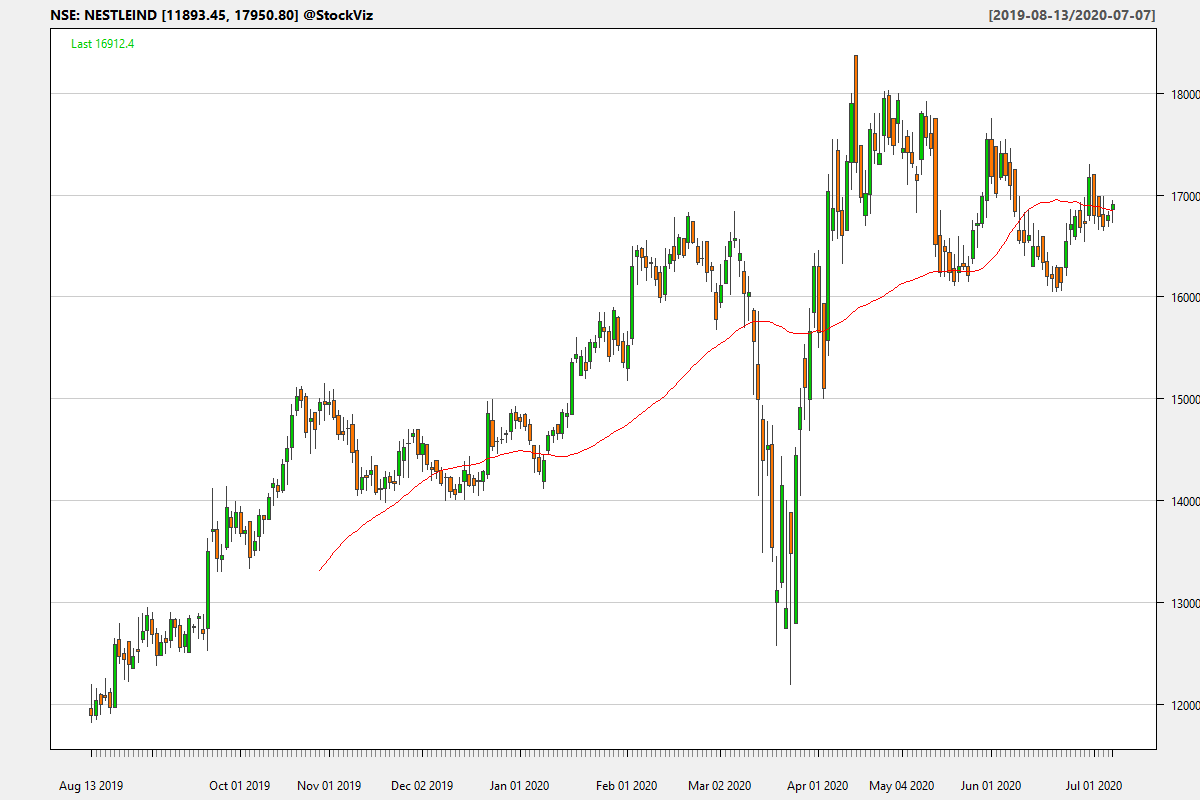 NSE: NESTLEIND [11893.45, 17950.80] @StockViz [2019-08-13/2020-07-07]
Last 16912.4
18000
17000
16000
15000
14000
13000
12000
Aug 13 2019 Oct 01 2019 Nov 01 2019 Dec 02 2019 Jan 01 2020 Feb 01 2020 Mar 02 2020 Apr 01 2020 May 04 2020 Jun 01 2020 Jul 01 2020